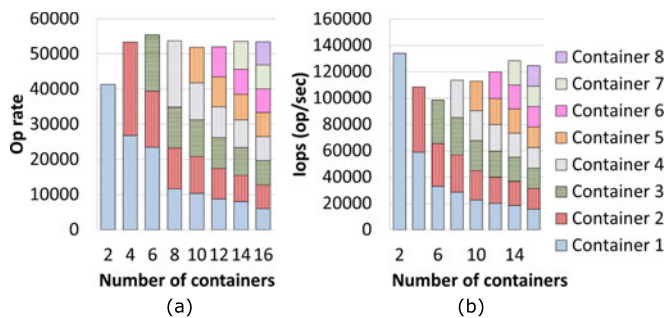 60000
50000
40000
30000
20000
10000
0
Op rate
2 4 6 8 10 12 14 16
Number of containers
(a)
160000
140000
120000
100000
80000
60000
40000
20000
0
Iops (op/sec)
2 6 10 14
Number of containers
(b)
Container 8
Container 7
Container 6
Container 5
Container 4
Container 3
Container 2
Container 1